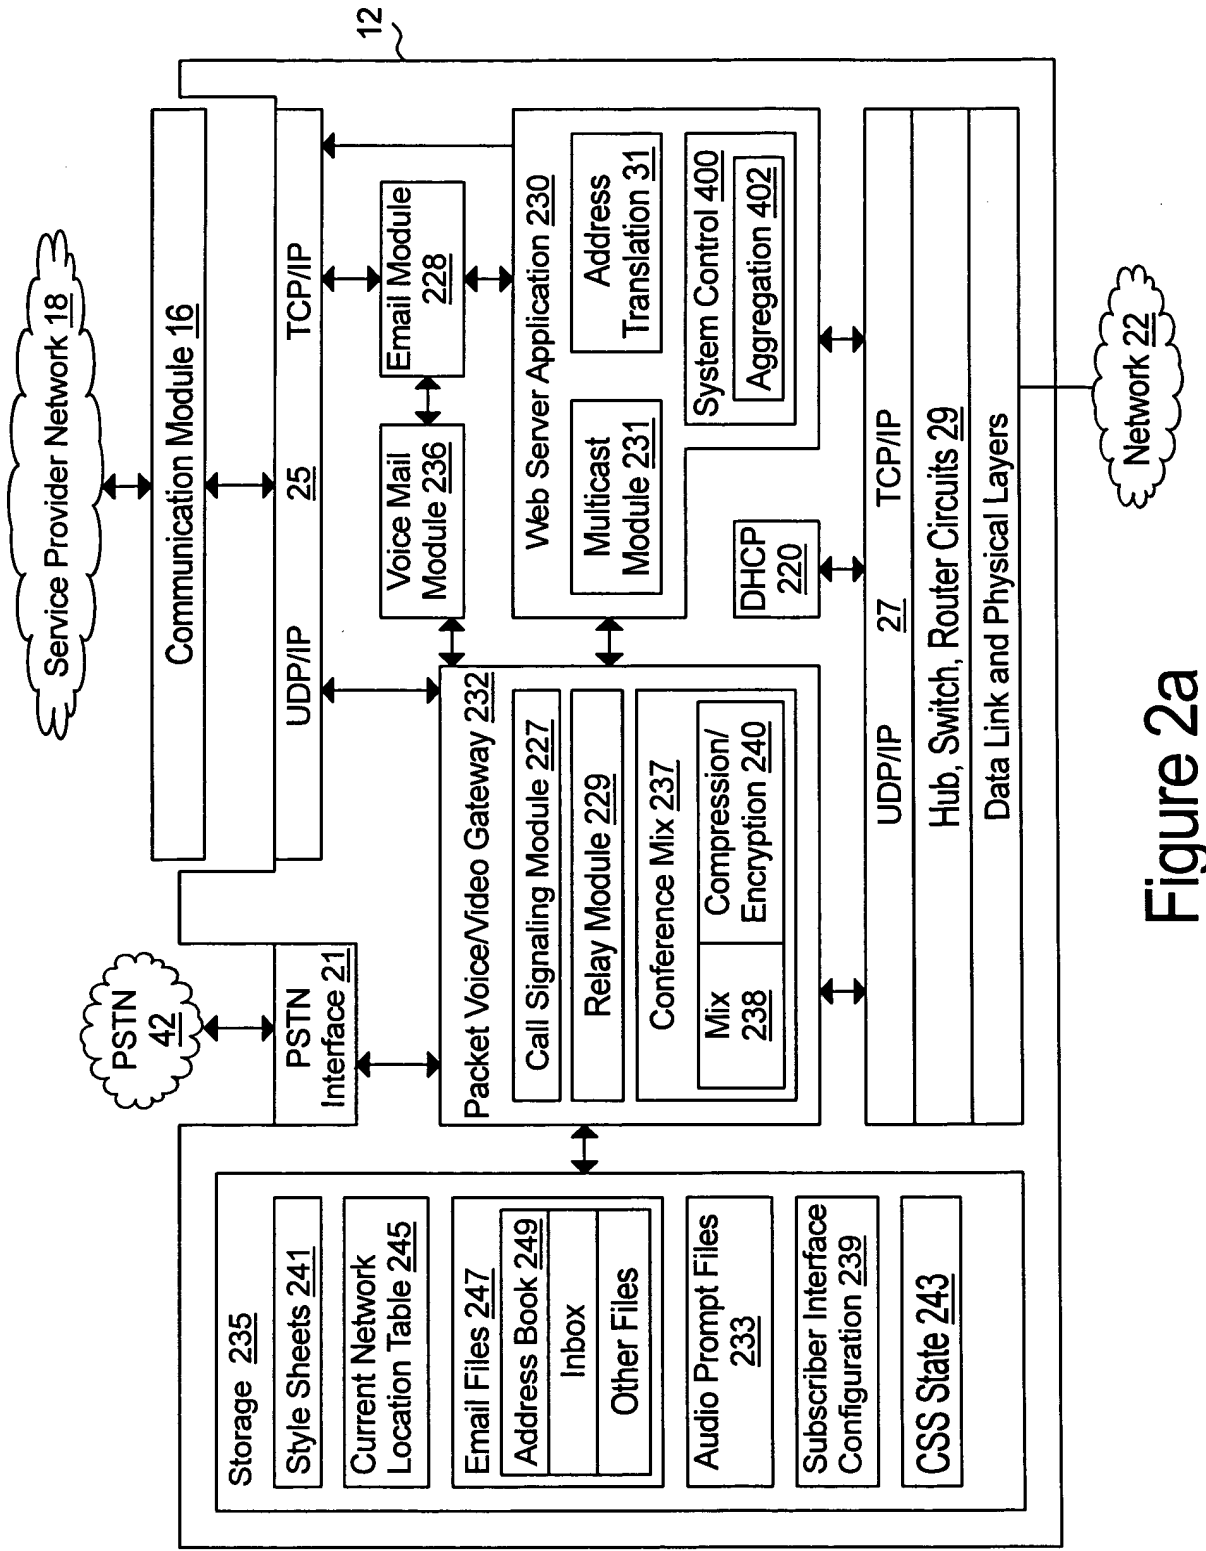 12
Service Provider Network 18
PSTN
42
Communication Module 16
PSTN
Interface 21
UDP/IP
25
TCP/IP
Storage 235
Style Sheets 241
Current Network
Location Table 245
Email Files 247
Address Book 249
Inbox
Other Files
Audio Prompt Files
233
Subscriber Interface
Configuration 239
CSS State 243
Packet Voice/Video Gateway 232
Call Signaling Module 227
Relay Module 229
Conference Mix 237
Mix
238
Compression/
Encryption 240
Voice Mail
Module 236
Email Module
228
Web Server Application 230
Multicast
Module 231
Address
Translation 31
System Control 400
Aggregation 402
DHCP
220
UDP/IP
27
TCP/IP
Hub, Switch, Router Circuits 29
Data Link and Physical Layers
Network 22
Figure 2a